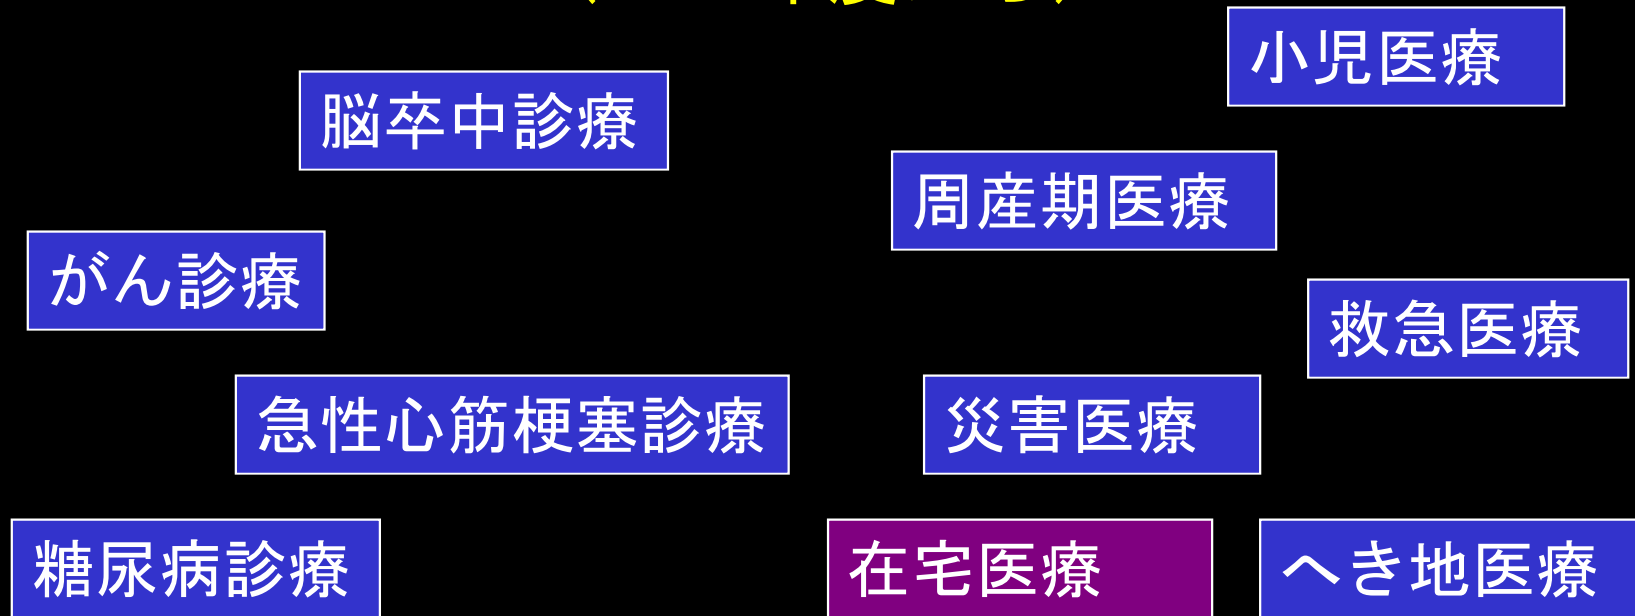 小児医療
脳卒中診療
周産期医療
がん診療
救急医療
急性心筋梗塞診療
災害医療
糖尿病診療
在宅医療
へき地医療